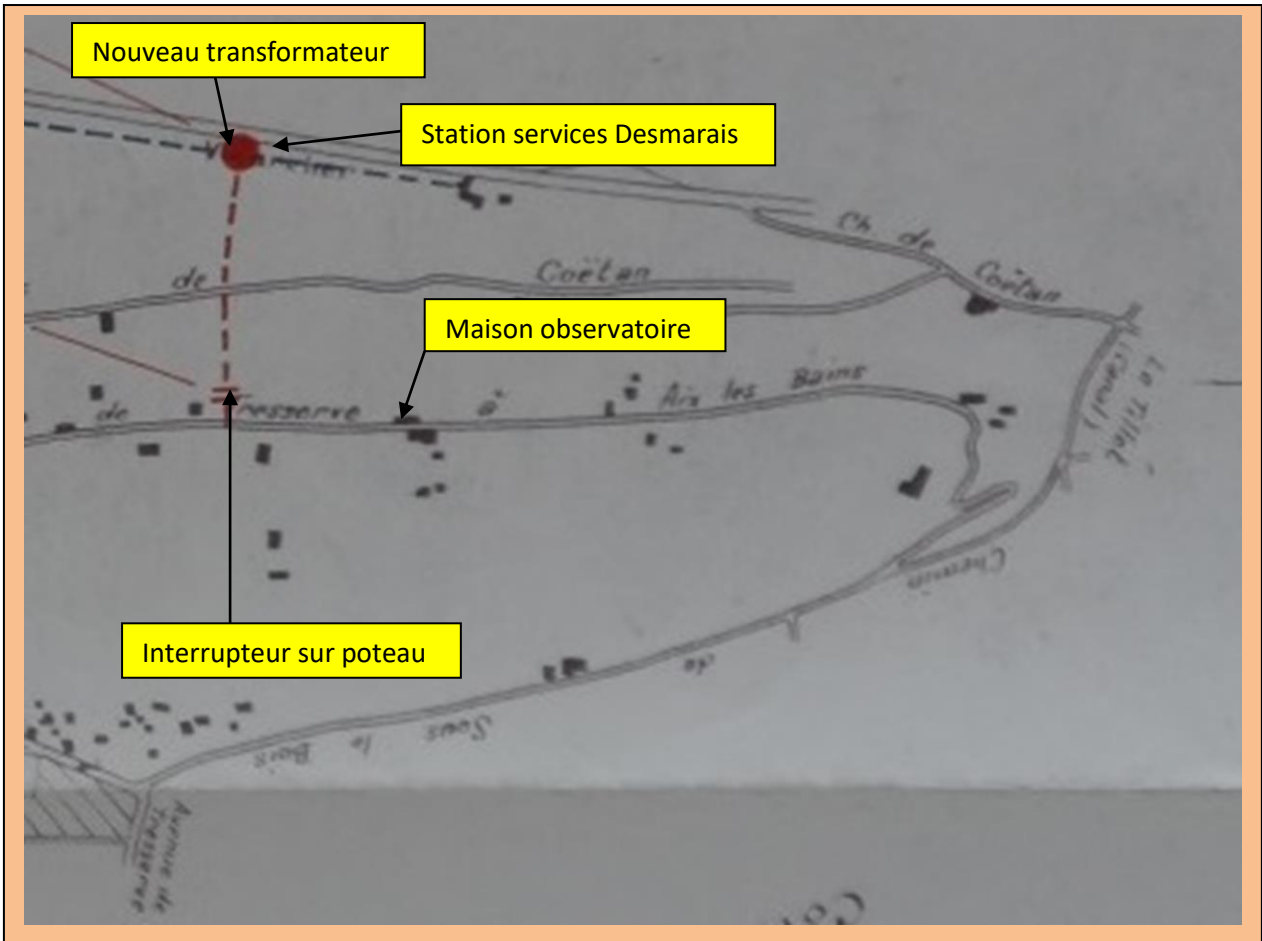 Nouveau transformateur
Station services Desmarais
Ch. de Coëtan
de Coëtan
Maison observatoire
de Tresserve à Aix les Bains
Le Tillet
(Canal)
Interrupteur sur poteau
Chemin de Sous le Bois
Avenue de
Tresserve